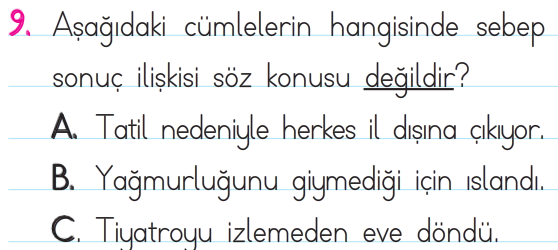 9. Aşağıdaki cümlelerin hangisinde sebep
sonuç ilişkisi söz konusu değildir?
A. Tatil nedeniyle herkes il dışına çıkıyor.
B. Yağmurluğunu giymediği için ıslandı.
C. Tiyatroyu izlemeden eve döndü.